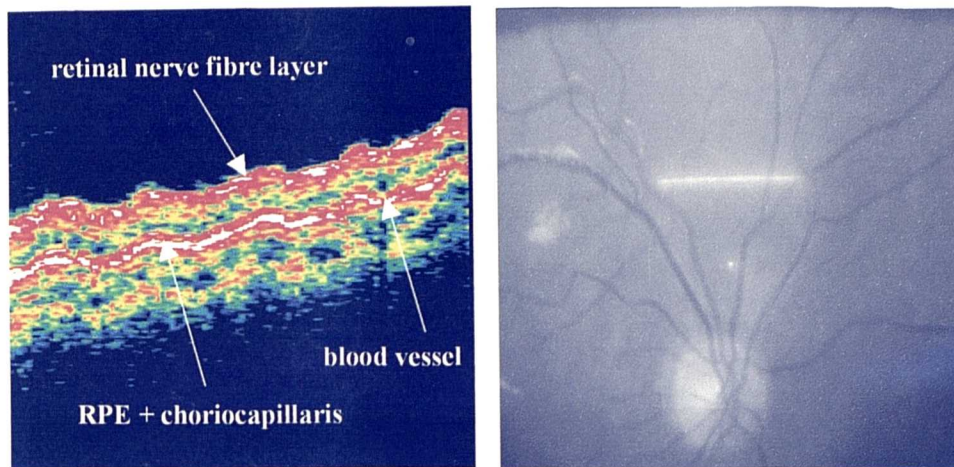 retinal nerve fibre layer
blood vessel
RPE + choriocapillaris